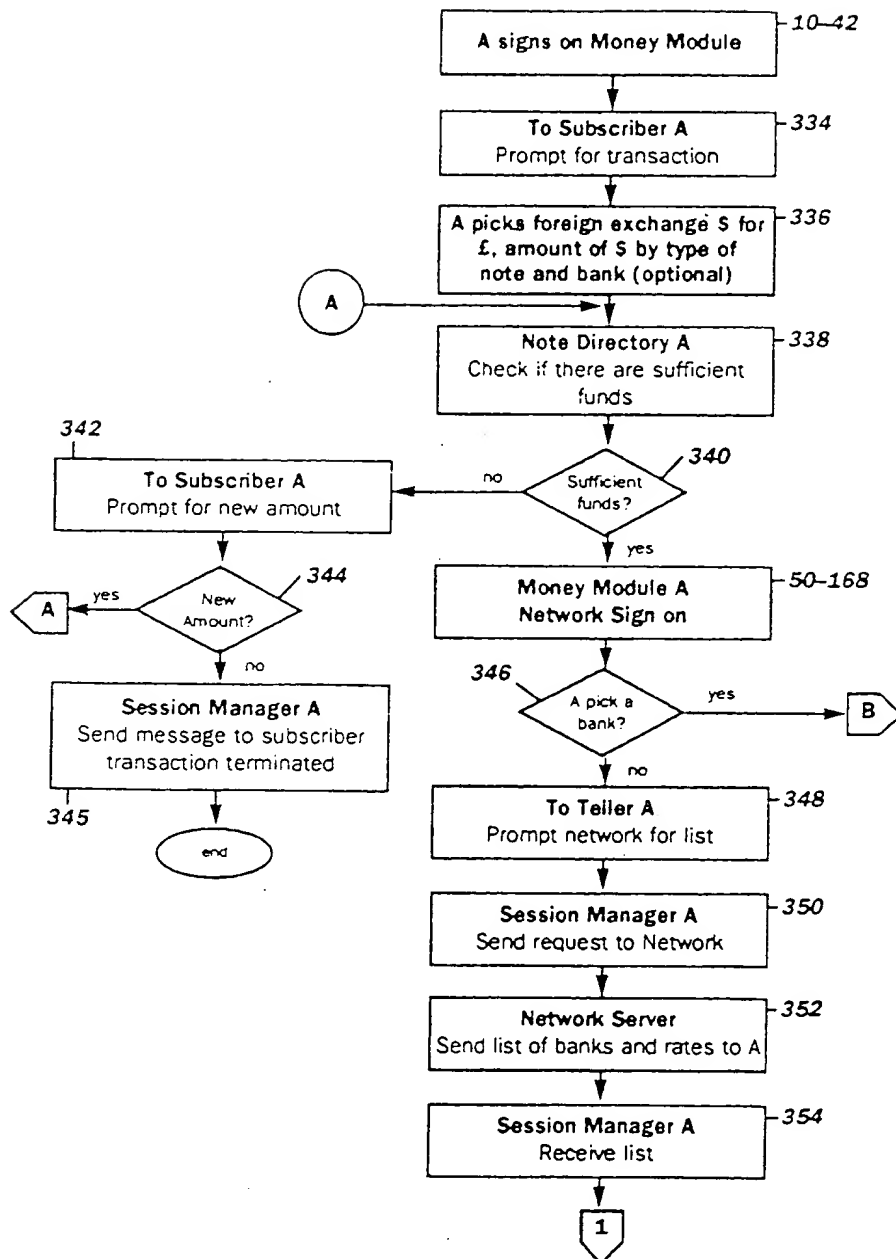 10–42
A signs on Money Module
To Subscriber A
Prompt for transaction
334
A picks foreign exchange $ for
£, amount of $ by type of
note and bank (optional)
336
A
Note Directory A
Check if there are sufficient
funds
338
Sufficient
funds?
340
no
yes
342
To Subscriber A
Prompt for new amount
New
Amount?
344
yes
A
no
Session Manager A
Send message to subscriber
transaction terminated
345
end
Money Module A
Network Sign on
50–168
346
A pick a
bank?
yes
B
no
To Teller A
Prompt network for list
348
Session Manager A
Send request to Network
350
Network Server
Send list of banks and rates to A
352
Session Manager A
Receive list
354
1